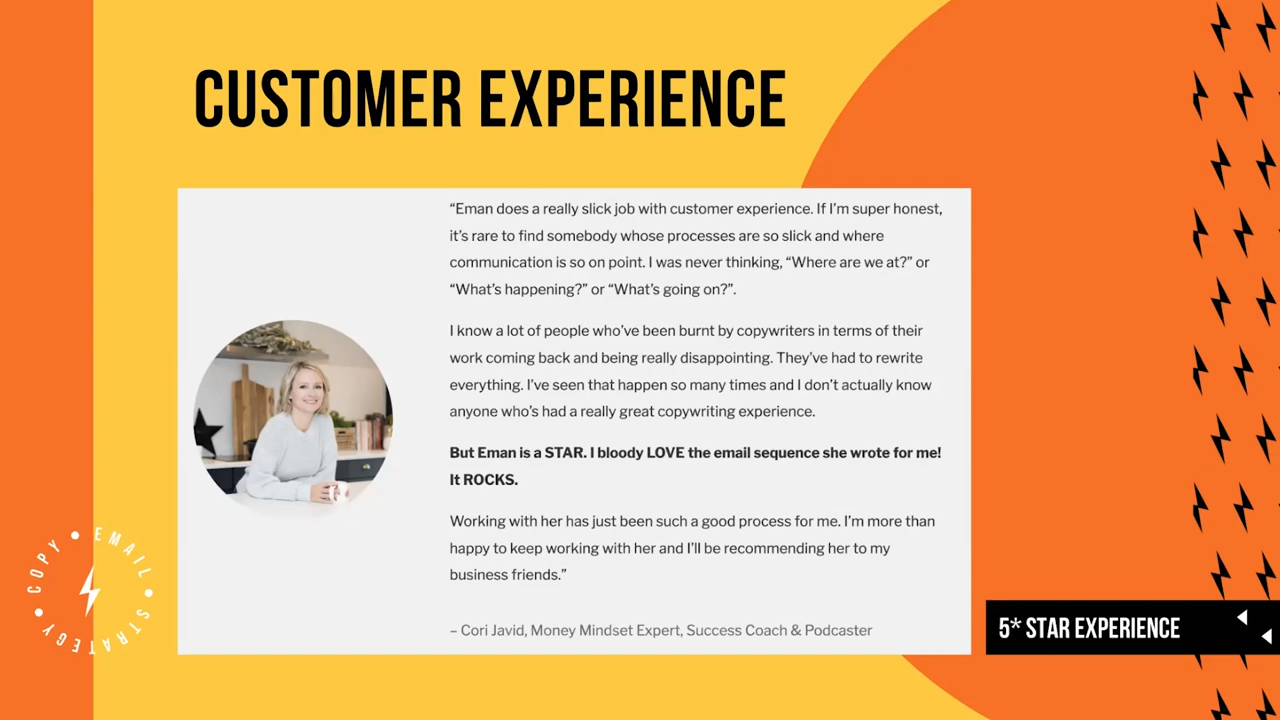 CUSTOMER EXPERIENCE
“Eman does a really slick job with customer experience. If I’m super honest,
it’s rare to find somebody whose processes are so slick and where
communication is so on point. I was never thinking, “Where are we at?” or
“What’s happening?” or “What’s going on?”.
I know a lot of people who’ve been burnt by copywriters in terms of their
work coming back and being really disappointing. They’ve had to rewrite
everything. I’ve seen that happen so many times and I don’t actually know
anyone who’s had a really great copywriting experience.
But Eman is a STAR. I bloody LOVE the email sequence she wrote for me!
It ROCKS.
Working with her has just been such a good process for me. I’m more than
happy to keep working with her and I’ll be recommending her to my
business friends.”
– Cori Javid, Money Mindset Expert, Success Coach & Podcaster
COPY • EMAIL • STRATEGY •
5* STAR EXPERIENCE